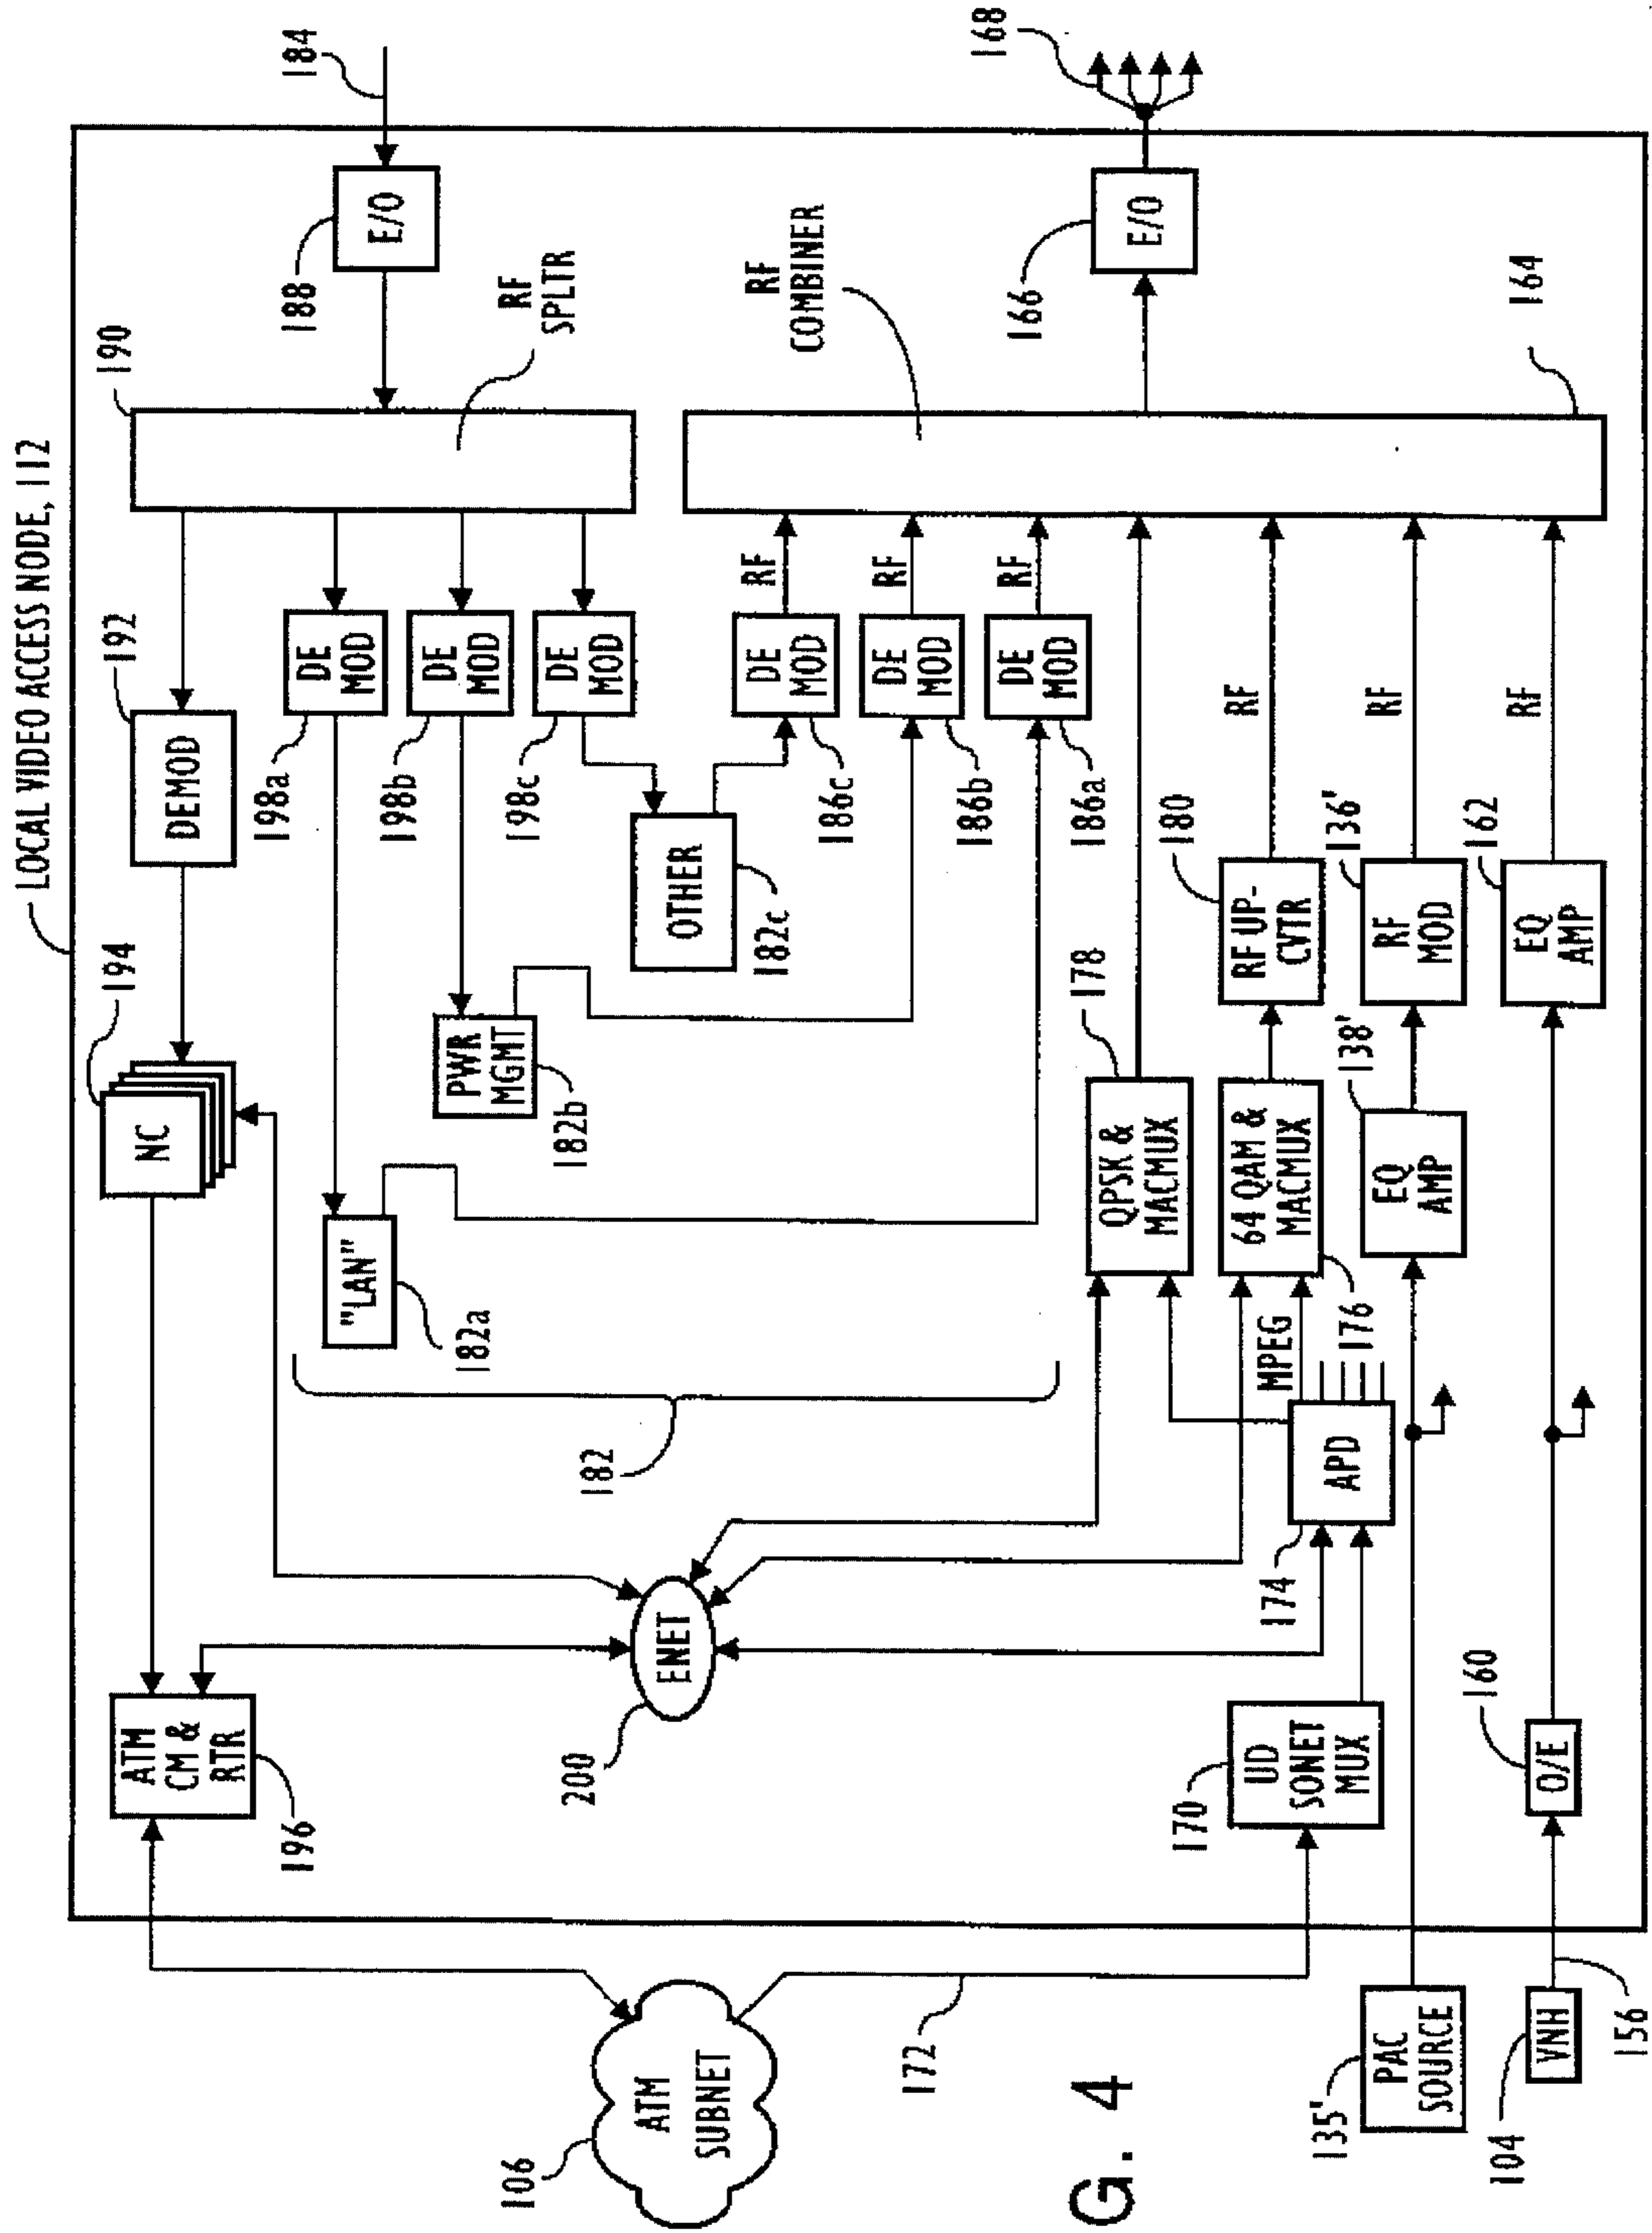 LOCAL VIDEO ACCESS NODE, 112
ATM
CM &
RTR
196
NC
194
DEMOD
192
190
RF
SPLTR
E/O
188
184
DE
MOD
198a
DE
MOD
198b
DE
MOD
198c
"LAN"
182a
PWR
MGMT
182b
OTHER
182c
182
DE
MOD
186c
RF
DE
MOD
186b
RF
DE
MOD
186a
RF
RF
COMBINER
164
E/O
166
168
ENET
200
ATM
SUBNET
106
172
UD
SONET
MUX
170
APD
174
MPEG
QPSK &
MACMUX
178
64 QAM &
MACMUX
176
RF UP-
CVTR
180
RF
PAC
SOURCE
135'
EQ
AMP
138'
RF
MOD
136'
RF
VNH
104
156
O/E
160
EQ
AMP
162
RF
G. 4